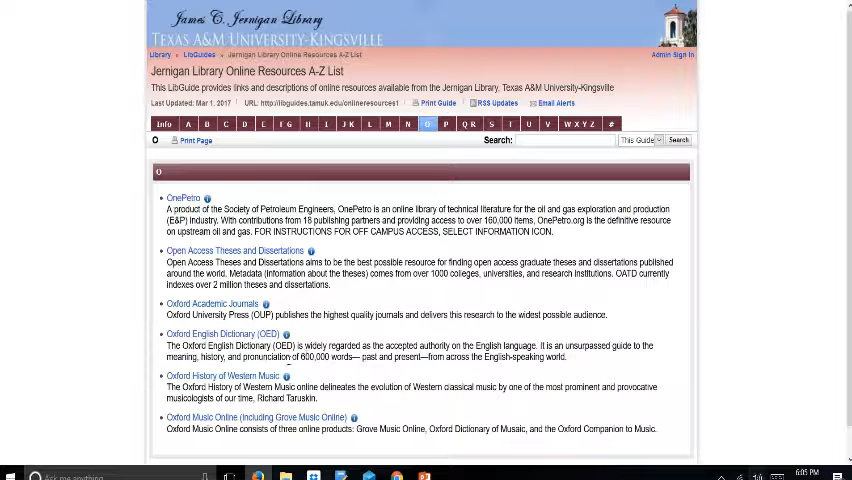 James C. Jernigan Library
TEXAS A&M UNIVERSITY-KINGSVILLE
Library » LibGuides » Jernigan Library Online Resources A-Z List
Admin Sign In
Jernigan Library Online Resources A-Z List
This LibGuide provides links and descriptions of online resources available from the Jernigan Library, Texas A&M University-Kingsville
Last Updated: Mar 1, 2017 URL: http://libguides.tamuk.edu/onlineresources1 Print Guide RSS Updates Email Alerts
Info A B C D E F G H I J K L M N O P Q R S T U V W X Y Z #
O Print Page Search: This Guide Search
O
• OnePetro
A product of the Society of Petroleum Engineers, OnePetro is an online library of technical literature for the oil and gas exploration and production
(E&P) industry. With contributions from 18 publishing partners and providing access to over 160,000 items, OnePetro.org is the definitive resource
on upstream oil and gas. FOR INSTRUCTIONS FOR OFF CAMPUS ACCESS, SELECT INFORMATION ICON.
• Open Access Theses and Dissertations
Open Access Theses and Dissertations aims to be the best possible resource for finding open access graduate theses and dissertations published
around the world. Metadata (information about the theses) comes from over 1000 colleges, universities, and research institutions. OATD currently
indexes over 2 million theses and dissertations.
• Oxford Academic Journals
Oxford University Press (OUP) publishes the highest quality journals and delivers this research to the widest possible audience.
• Oxford English Dictionary (OED)
The Oxford English Dictionary (OED) is widely regarded as the accepted authority on the English language. It is an unsurpassed guide to the
meaning, history, and pronunciation of 600,000 words— past and present—from across the English-speaking world.
• Oxford History of Western Music
The Oxford History of Western Music online delineates the evolution of Western classical music by one of the most prominent and provocative
musicologists of our time, Richard Taruskin.
• Oxford Music Online (Including Grove Music Online)
Oxford Music Online consists of three online products: Grove Music Online, Oxford Dictionary of Musaic, and the Oxford Companion to Music.
Ask me anything
6:05 PM